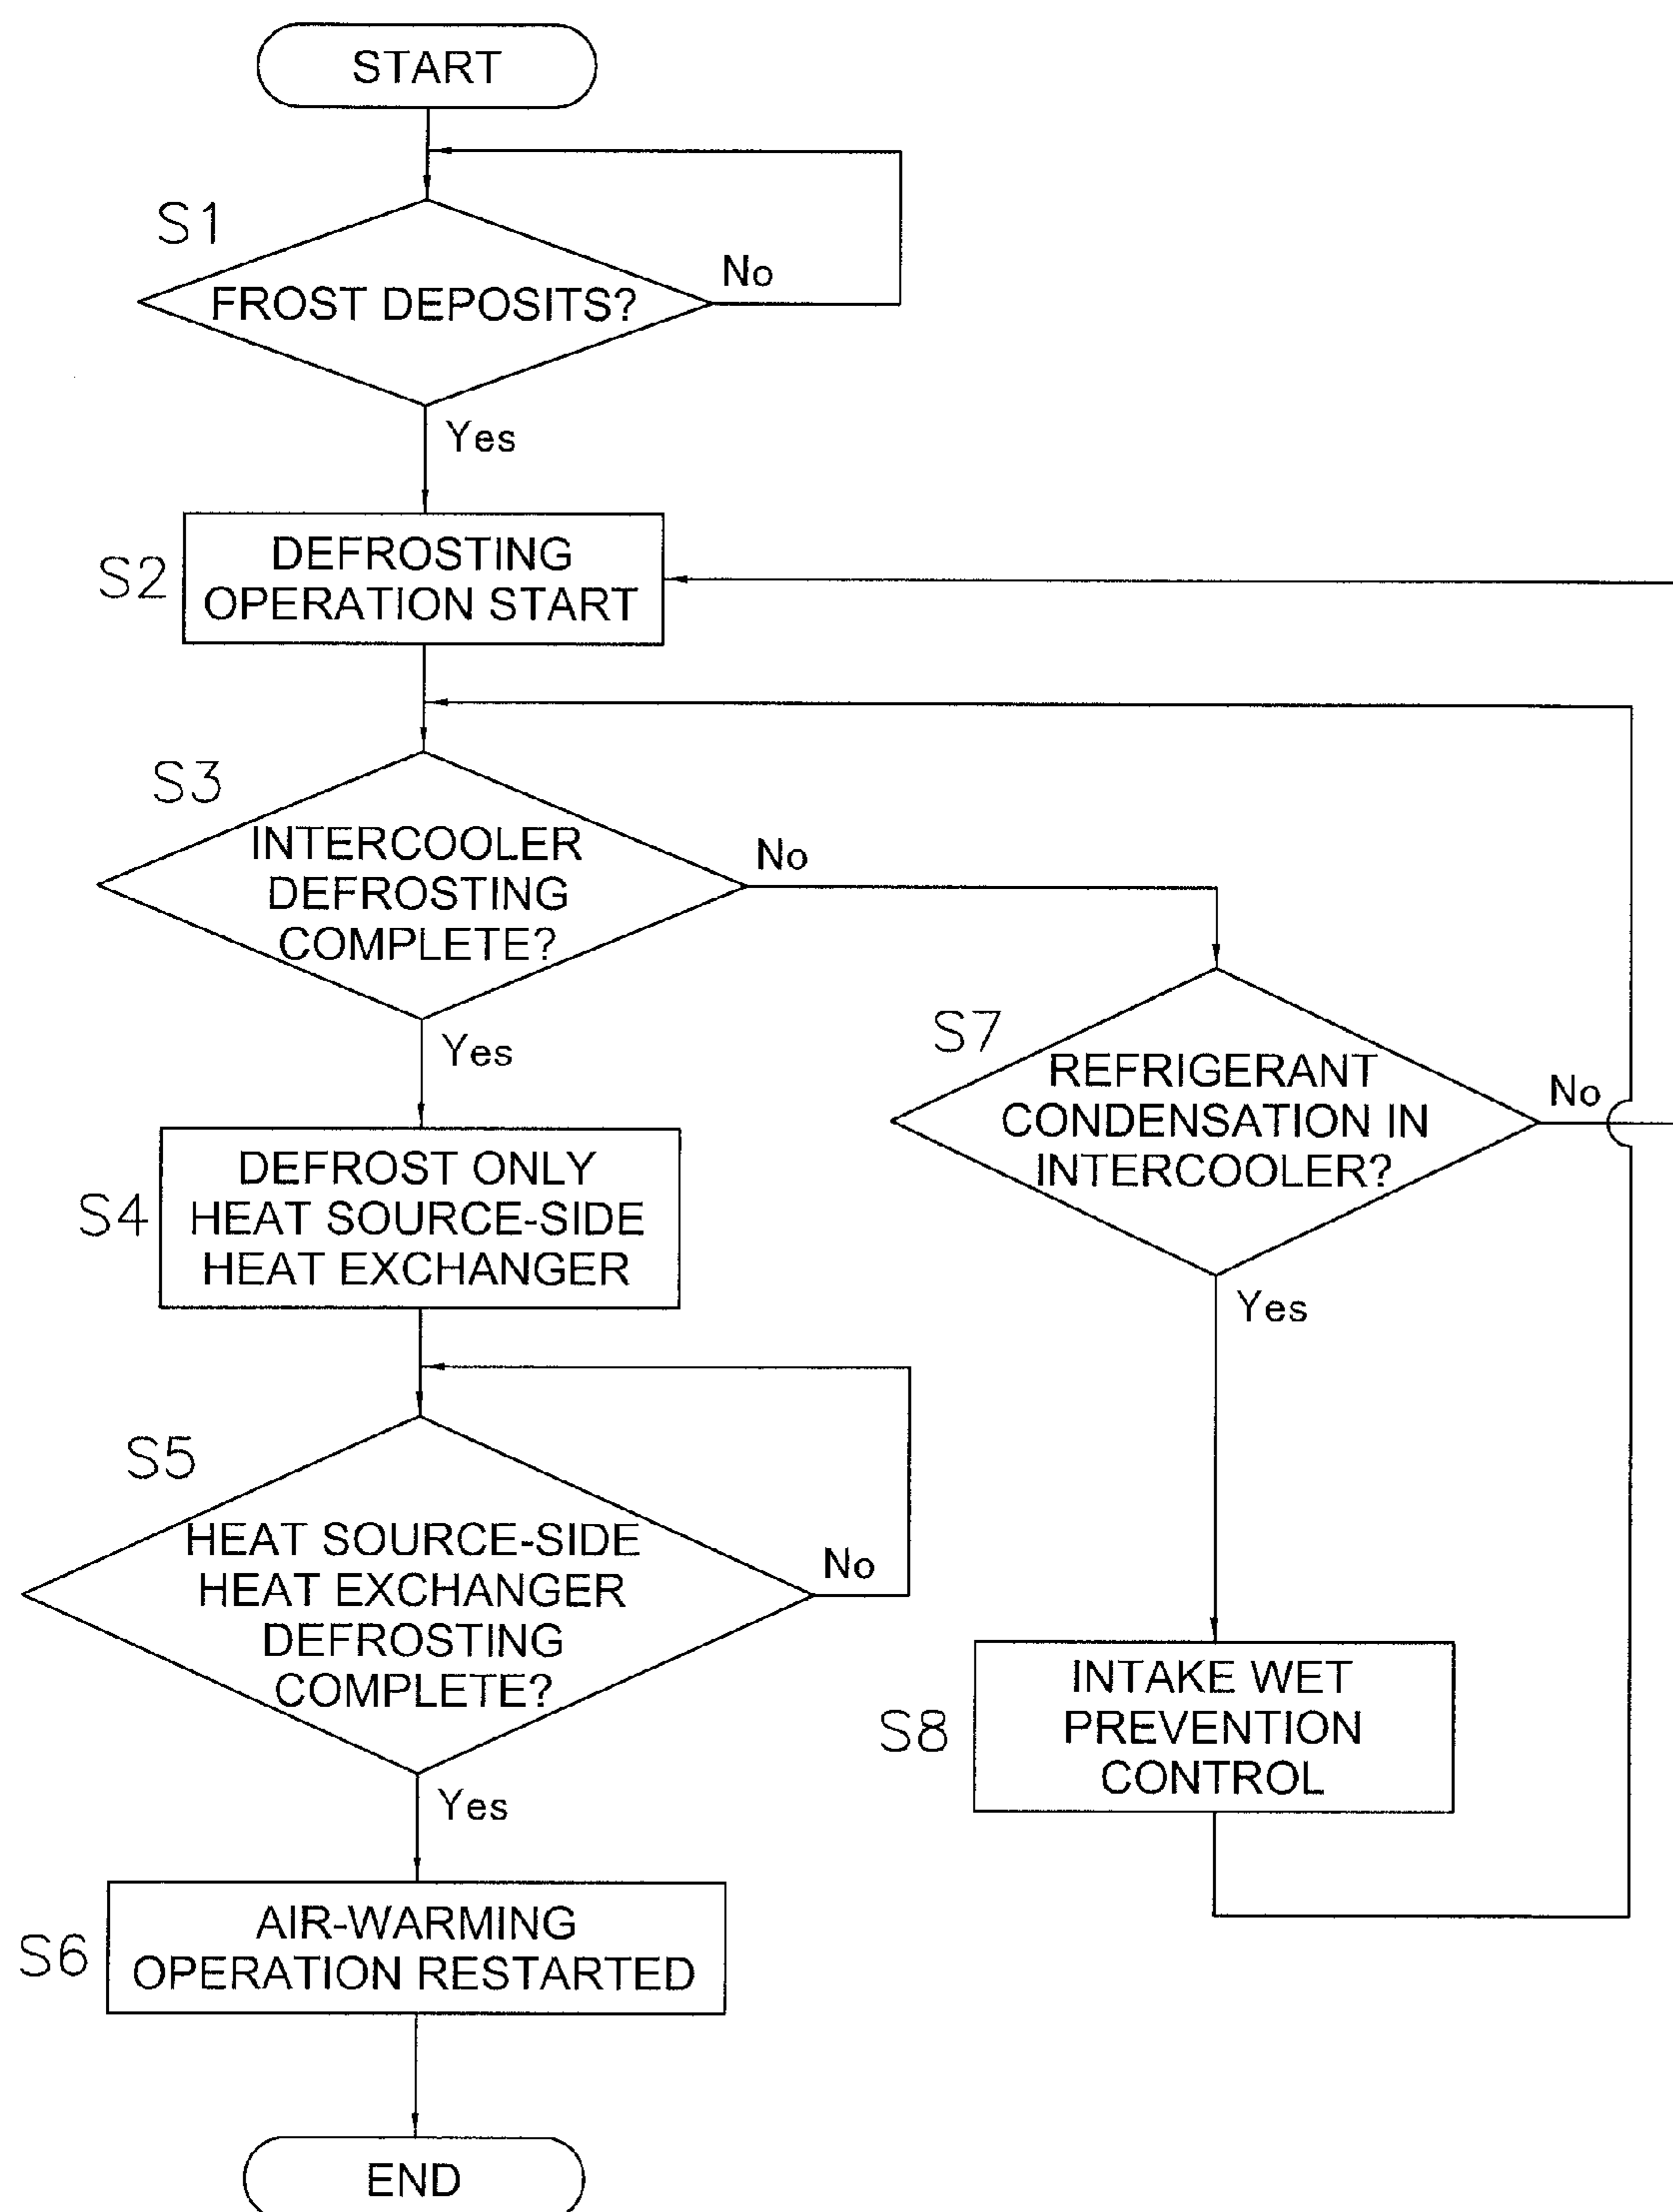 START
S1
FROST DEPOSITS?
No
Yes
S2
DEFROSTING
OPERATION START
S3
INTERCOOLER
DEFROSTING
COMPLETE?
No
Yes
S4
DEFROST ONLY
HEAT SOURCE-SIDE
HEAT EXCHANGER
S5
HEAT SOURCE-SIDE
HEAT EXCHANGER
DEFROSTING
COMPLETE?
No
Yes
S6
AIR-WARMING
OPERATION RESTARTED
END
S7
REFRIGERANT
CONDENSATION IN
INTERCOOLER?
No
Yes
S8
INTAKE WET
PREVENTION
CONTROL